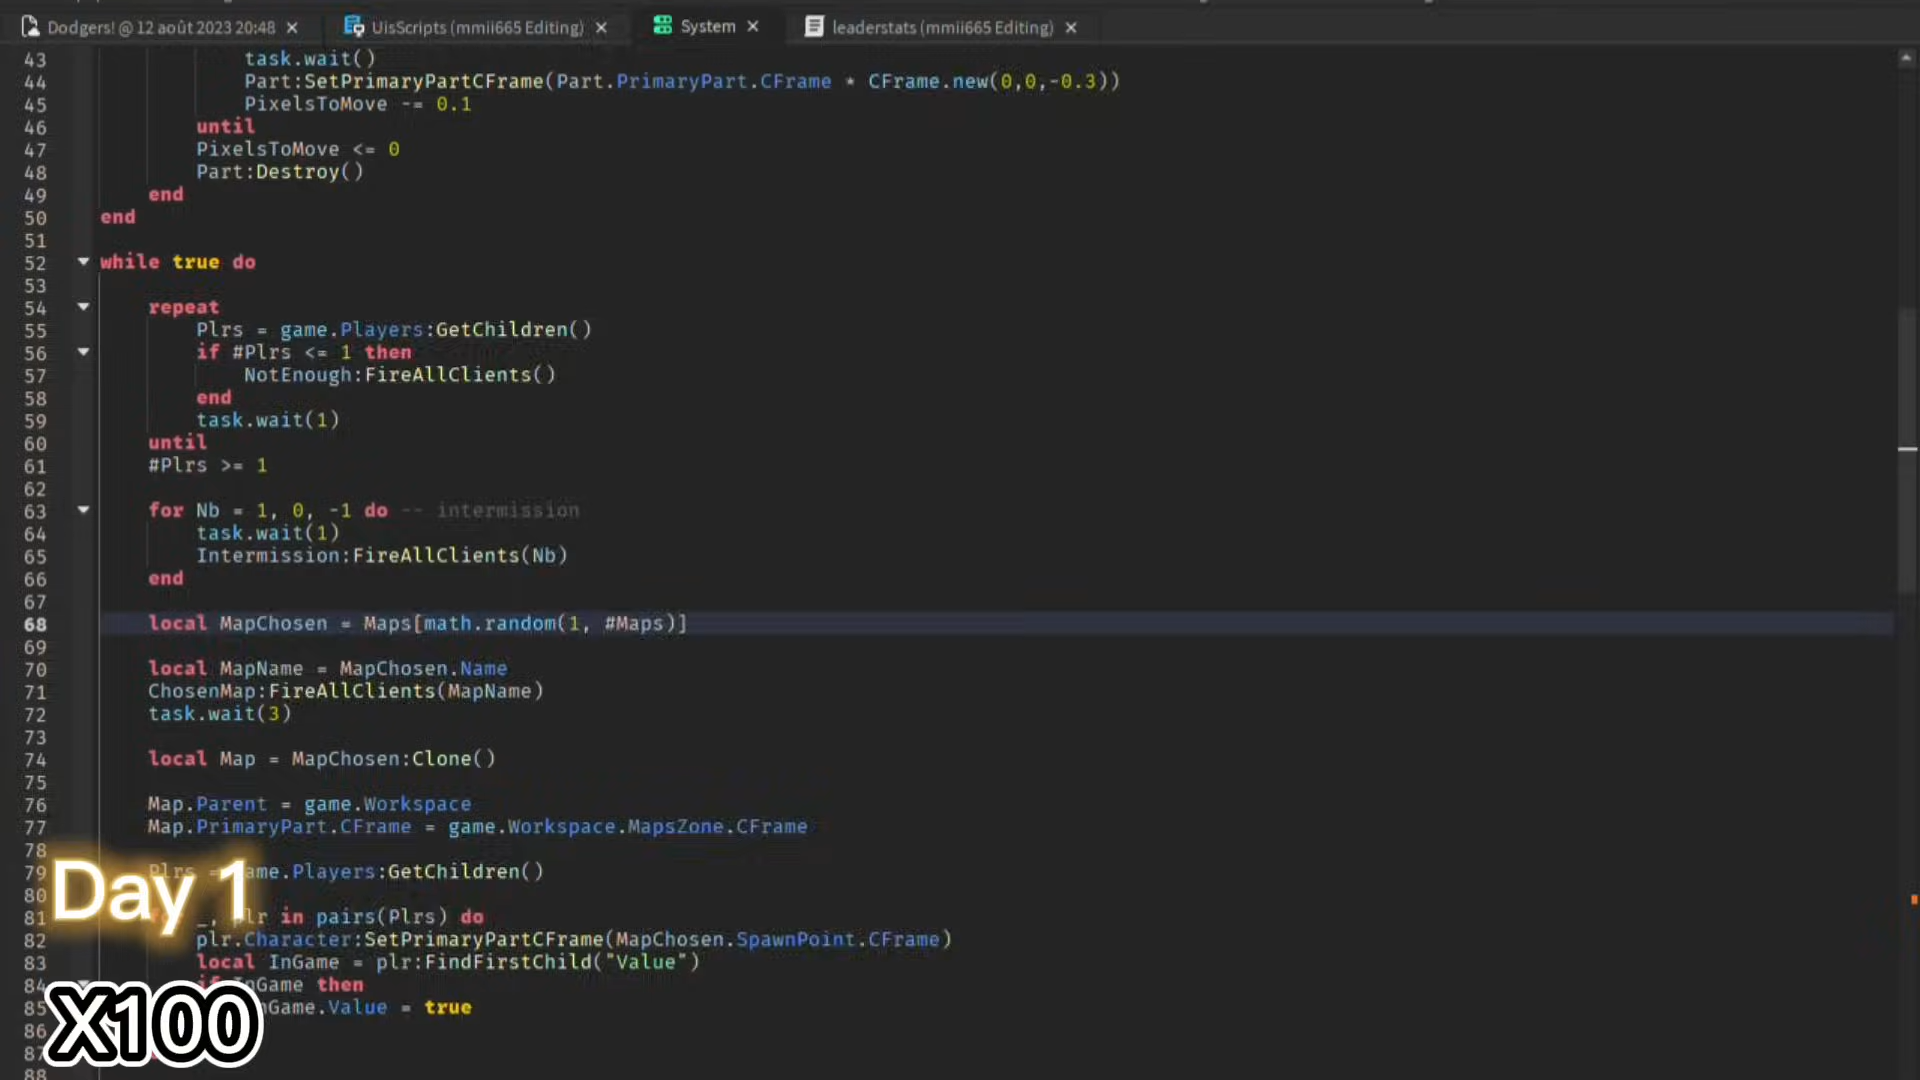 Dodgers! @ 12 août 2023 20:48 × UisScripts (mmii665 Editing) × System × leaderstats (mmii665 Editing) ×
43 task.wait()
44 Part:SetPrimaryPartCFrame(Part.PrimaryPart.CFrame * CFrame.new(0,0,-0.3))
45 PixelsToMove -= 0.1
46 until
47 PixelsToMove <= 0
48 Part:Destroy()
49 end
50 end
51
52 while true do
53
54 repeat
55 Plrs = game.Players:GetChildren()
56 if #Plrs <= 1 then
57 NotEnough:FireAllClients()
58 end
59 task.wait(1)
60 until
61 #Plrs >= 1
62
63 for Nb = 1, 0, -1 do -- intermission
64 task.wait(1)
65 Intermission:FireAllClients(Nb)
66 end
67
68 local MapChosen = Maps[math.random(1, #Maps)]
69
70 local MapName = MapChosen.Name
71 ChosenMap:FireAllClients(MapName)
72 task.wait(3)
73
74 local Map = MapChosen:Clone()
75
76 Map.Parent = game.Workspace
77 Map.PrimaryPart.CFrame = game.Workspace.MapsZone.CFrame
78
79 Plrs = game.Players:GetChildren()
80
Day 1
81 for _, plr in pairs(Plrs) do
82 plr.Character:SetPrimaryPartCFrame(MapChosen.SpawnPoint.CFrame)
83 local InGame = plr:FindFirstChild("Value")
84 if InGame then
85 InGame.Value = true
86
X100
87
88